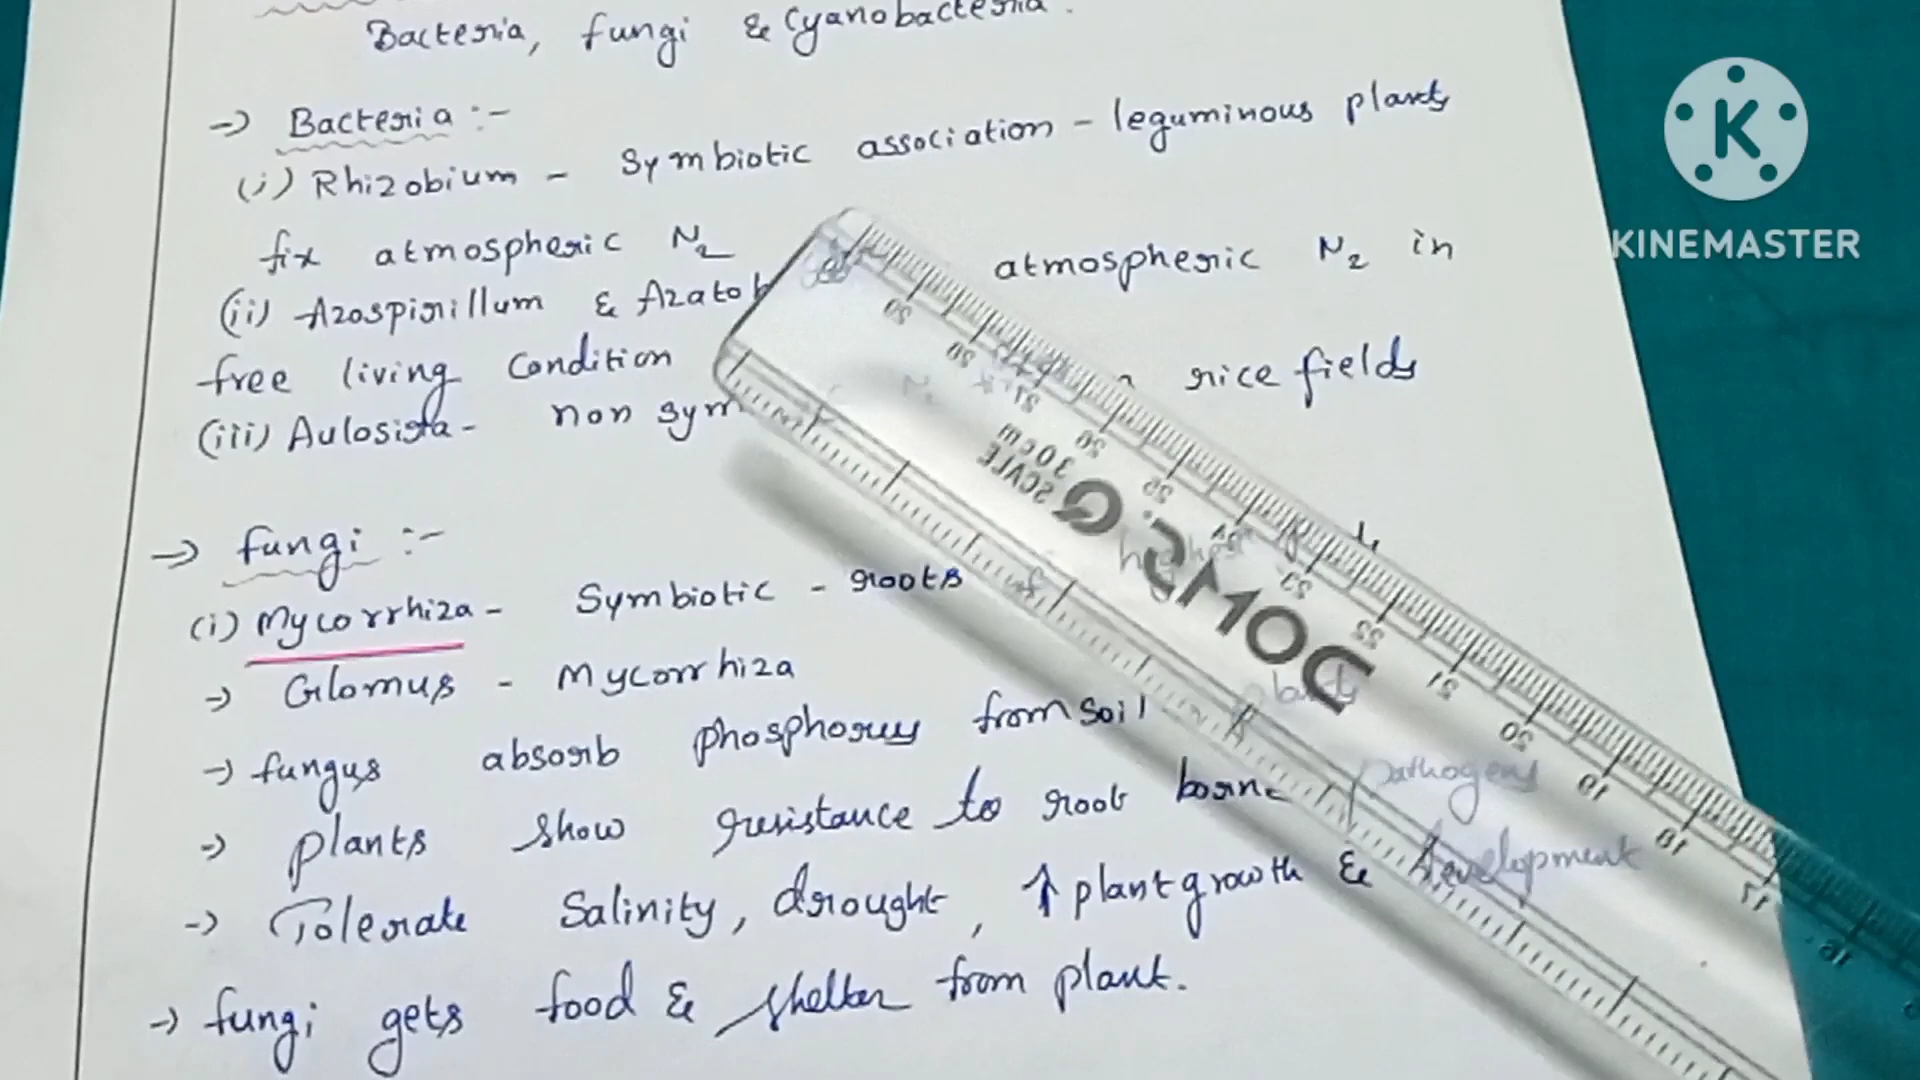 Bacteria, fungi & Cyanobacteria.
-> Bacteria :-
(i) Rhizobium - Symbiotic association - leguminous plants
fix atmospheric N2
(ii) Azospirillum & Azatob atmospheric N2 in
free living Condition rice fields
(iii) Aulosira - non sym
-> fungi :-
(i) Mycorrhiza - Symbiotic - roots of higher
-> Glomus - Mycorrhiza
-> fungus absorb phosphorus from soil
-> plants show resistance to root borne pathogens
-> Tolerate Salinity, drought, ↑ plant growth & development
-> fungi gets food & shelter from plant.
DOMS.Q
SCALE
30cm
K
KINEMASTER